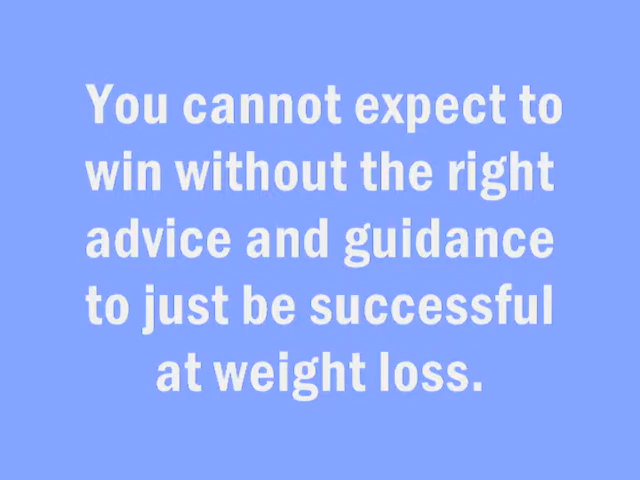 You cannot expect to
win without the right
advice and guidance
to just be successful
at weight loss.